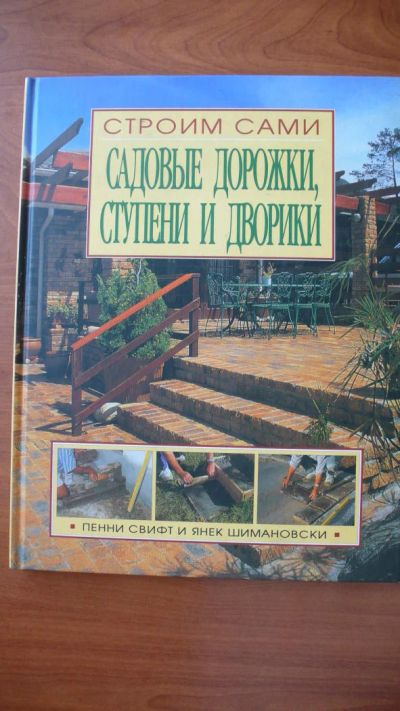 СТРОИМ САМИ
САДОВЫЕ ДОРОЖКИ,
СТУПЕНИ И ДВОРИКИ
ПЕННИ СВИФТ И ЯНЕК ШИМАНОВСКИ